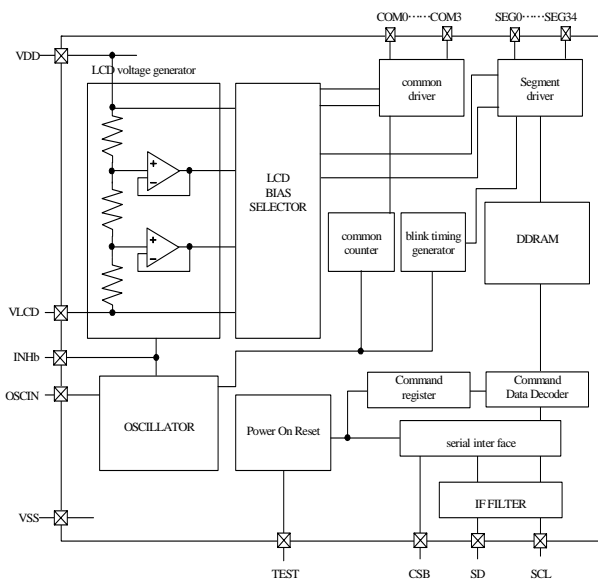 COM0……COM3
SEG0……SEG34
VDD
LCD voltage generator
common
driver
Segment
driver
+
−
LCD
BIAS
SELECTOR
+
−
common
counter
blink timing
generator
DDRAM
VLCD
INHb
OSCIN
OSCILLATOR
Power On Reset
Command
register
Command
Data Decoder
serial inter face
IF FILTER
VSS
TEST
CSB
SD
SCL